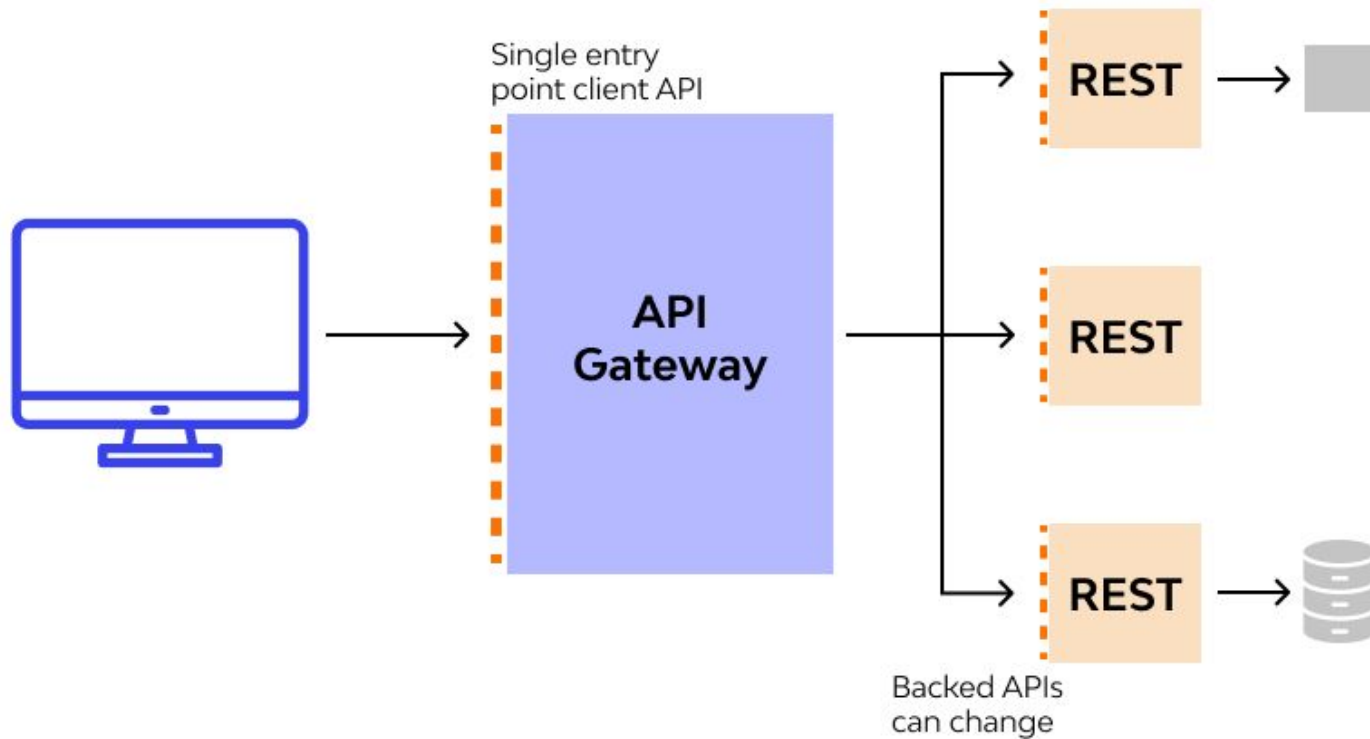 Single entry
point client API
API
Gateway
REST
REST
REST
Backed APIs
can change